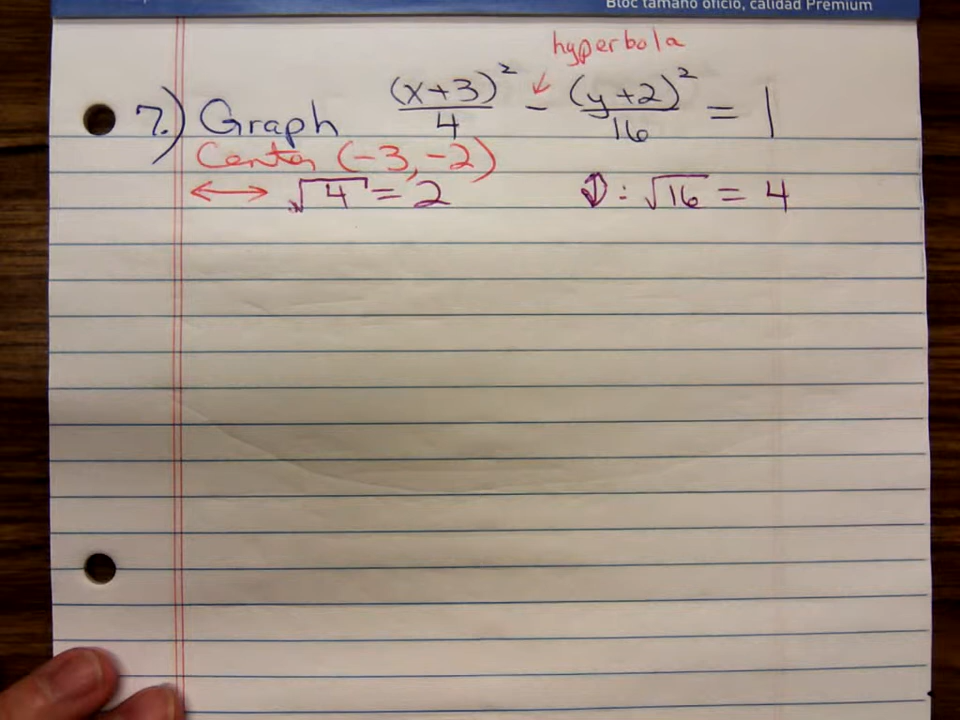 Bloc tamaño oficio, calidad Premium
hyperbola
7.) Graph (x+3)²/4 - (y+2)²/16 = 1
Center (-3, -2)
↔ √4 = 2 ↕: √16 = 4